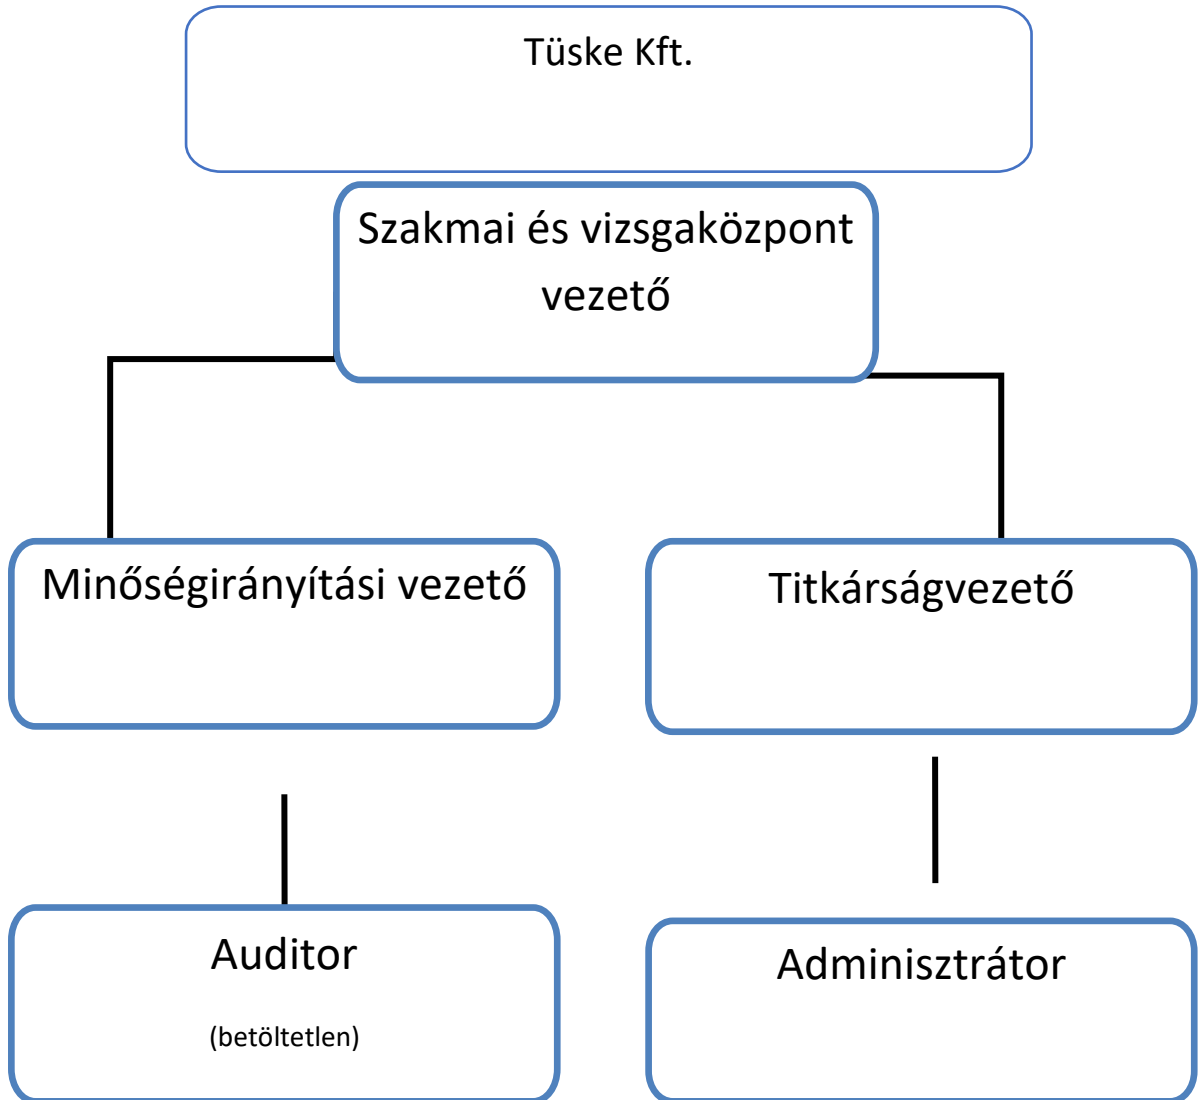 Tüske Kft.
Szakmai és vizsgaközpont
vezető
Minőségirányítási vezető
Titkárságvezető
Auditor
(betöltetlen)
Adminisztrátor